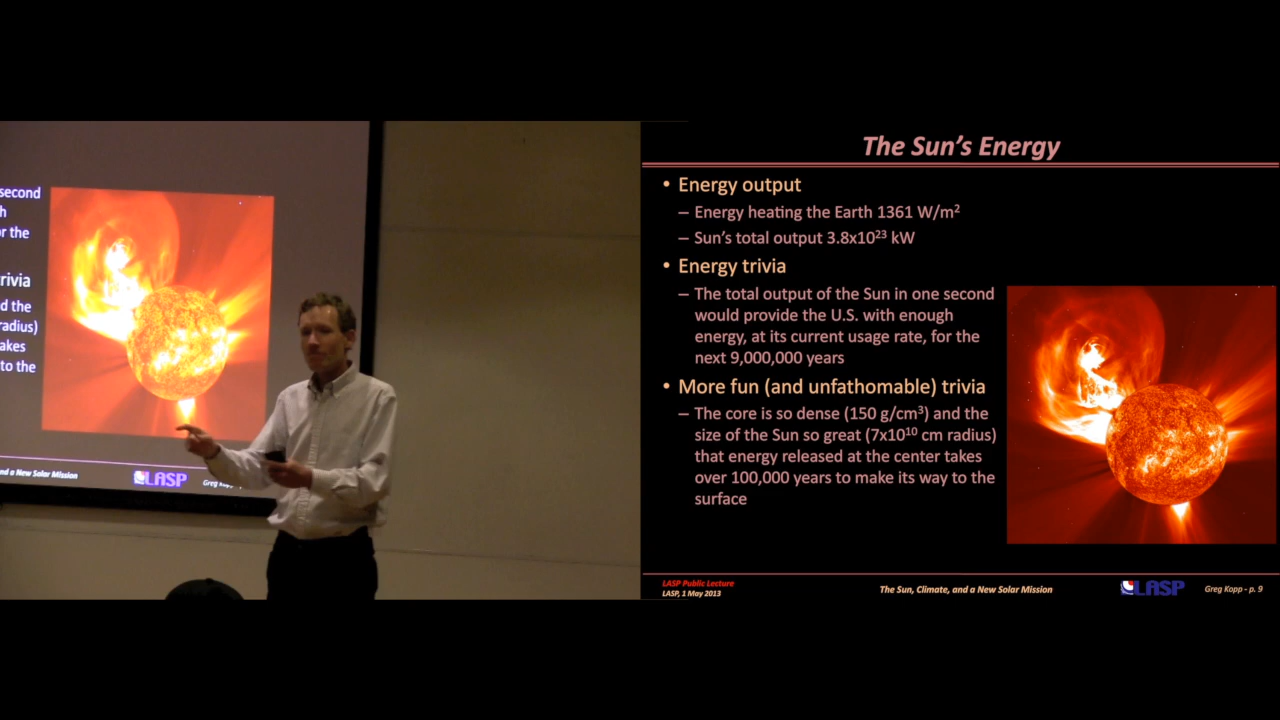 second
h
or the
rivia
d the
radius)
akes
to the
nd a New Solar Mission
LASP
Greg Kopp
The Sun's Energy
• Energy output
– Energy heating the Earth 1361 W/m²
– Sun's total output 3.8x10²³ kW
• Energy trivia
– The total output of the Sun in one second
would provide the U.S. with enough
energy, at its current usage rate, for the
next 9,000,000 years
• More fun (and unfathomable) trivia
– The core is so dense (150 g/cm³) and the
size of the Sun so great (7x10¹⁰ cm radius)
that energy released at the center takes
over 100,000 years to make its way to the
surface
LASP Public Lecture
LASP, 1 May 2013
The Sun, Climate, and a New Solar Mission
LASP
Greg Kopp - p. 9